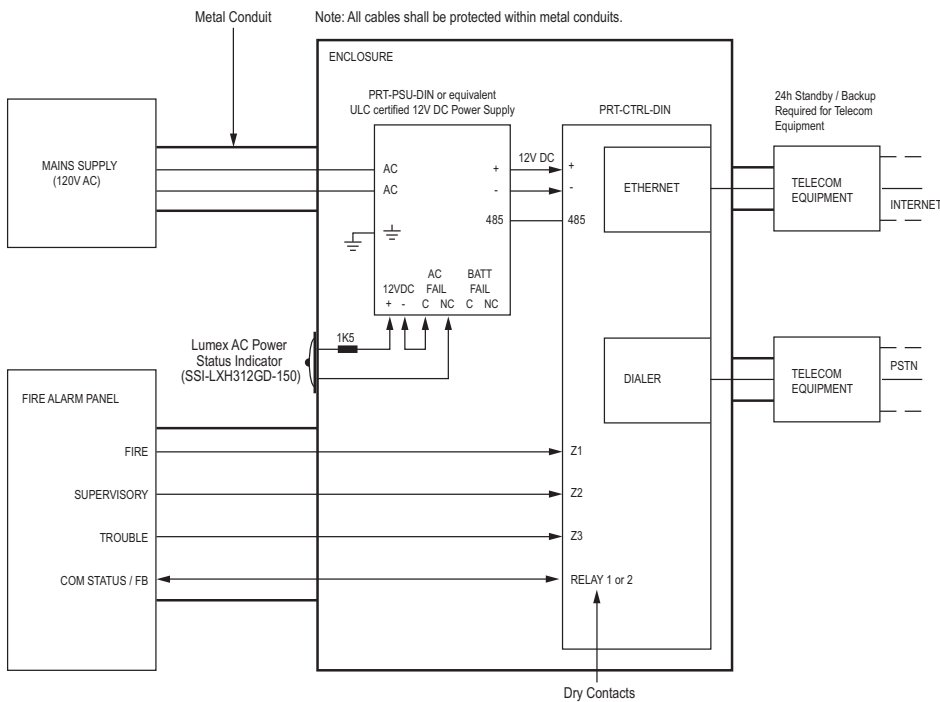 Metal Conduit
Note: All cables shall be protected within metal conduits.
ENCLOSURE
MAINS SUPPLY
(120V AC)
PRT-PSU-DIN or equivalent
ULC certified 12V DC Power Supply
AC
AC
+
-
485
12VDC
+ -
AC
FAIL
C NC
BATT
FAIL
C NC
12V DC
PRT-CTRL-DIN
+
-
485
ETHERNET
24h Standby / Backup
Required for Telecom
Equipment
TELECOM
EQUIPMENT
INTERNET
Lumex AC Power
Status Indicator
(SSI-LXH312GD-150)
1K5
DIALER
TELECOM
EQUIPMENT
PSTN
FIRE ALARM PANEL
FIRE
Z1
SUPERVISORY
Z2
TROUBLE
Z3
COM STATUS / FB
RELAY 1 or 2
Dry Contacts